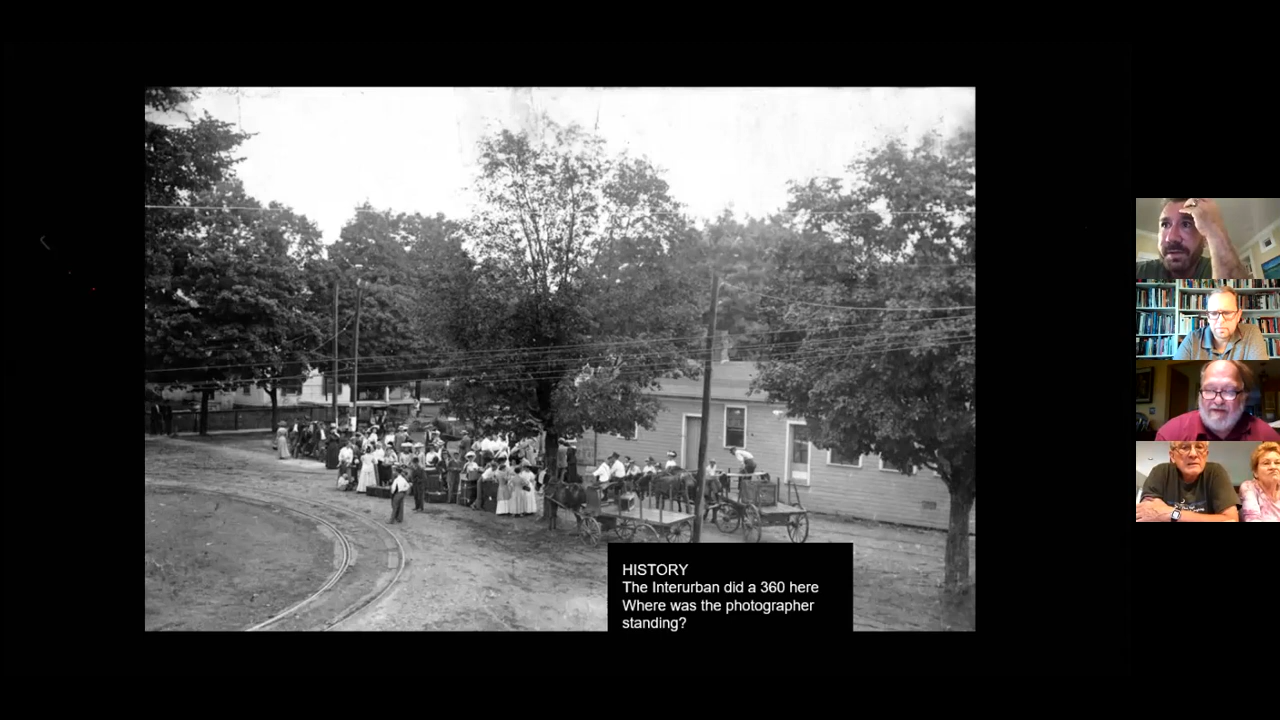 HISTORY
The Interurban did a 360 here
Where was the photographer
standing?